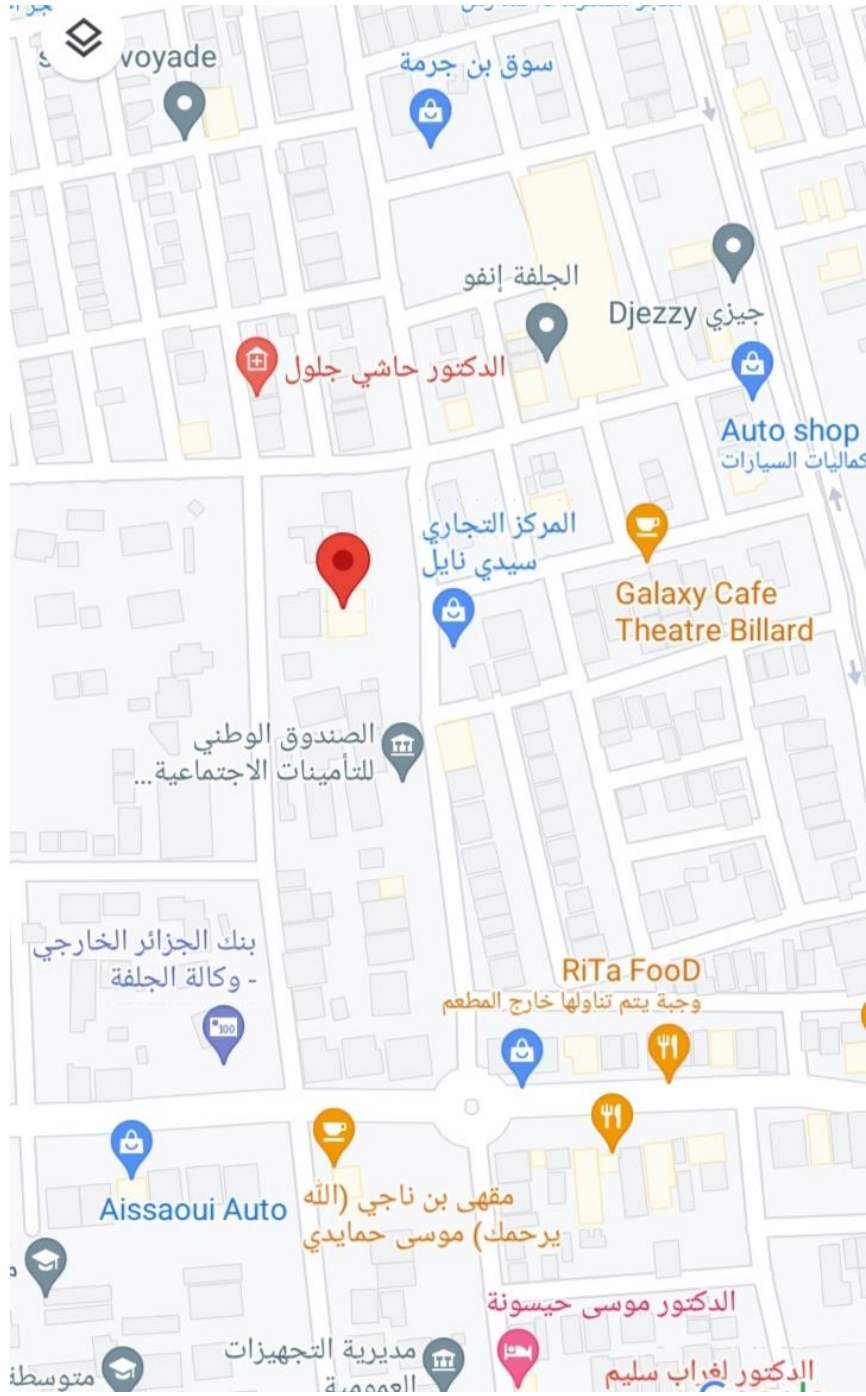 voyade
سوق بن جرمة
الجلفة إنفو
جيزي Djezzy
الدكتور حاشي جلول
Auto shop
كماليات السيارات
المركز التجاري
سيدي نايل
Galaxy Cafe
Theatre Billard
الصندوق الوطني
للتأمينات الاجتماعية...
بنك الجزائر الخارجي
- وكالة الجلفة
100
RiTa FooD
وجبة يتم تناولها خارج المطعم
Aissaoui Auto
مقهى بن ناجي (الله
يرحمك) موسى حمايدي
الدكتور موسى حيسونة
مديرية التجهيزات
العمومية
متوسطة
الدكتور لغراب سليم